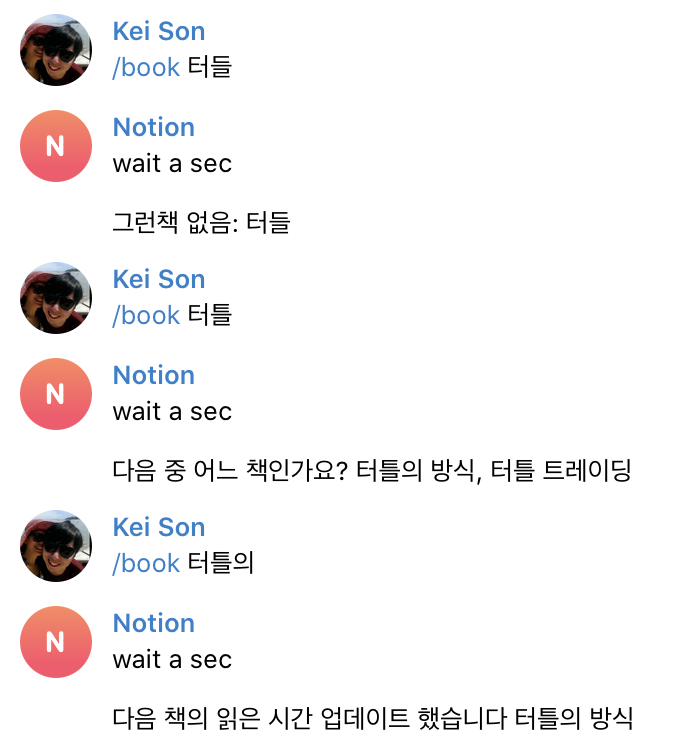 Kei Son
/book 터들
N
Notion
wait a sec
그런책 없음: 터들
Kei Son
/book 터틀
N
Notion
wait a sec
다음 중 어느 책인가요? 터틀의 방식, 터틀 트레이딩
Kei Son
/book 터틀의
N
Notion
wait a sec
다음 책의 읽은 시간 업데이트 했습니다 터틀의 방식